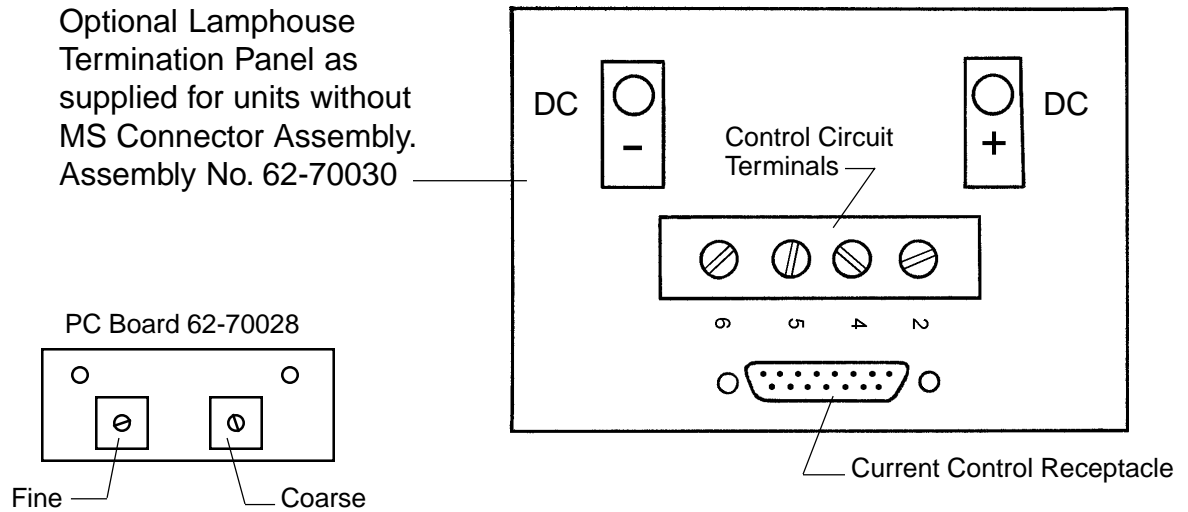 Optional Lamphouse
Termination Panel as
supplied for units without
MS Connector Assembly.
Assembly No. 62-70030
DC
-
+
DC
Control Circuit
Terminals
6 5 4 2
PC Board 62-70028
Fine
Coarse
Current Control Receptacle